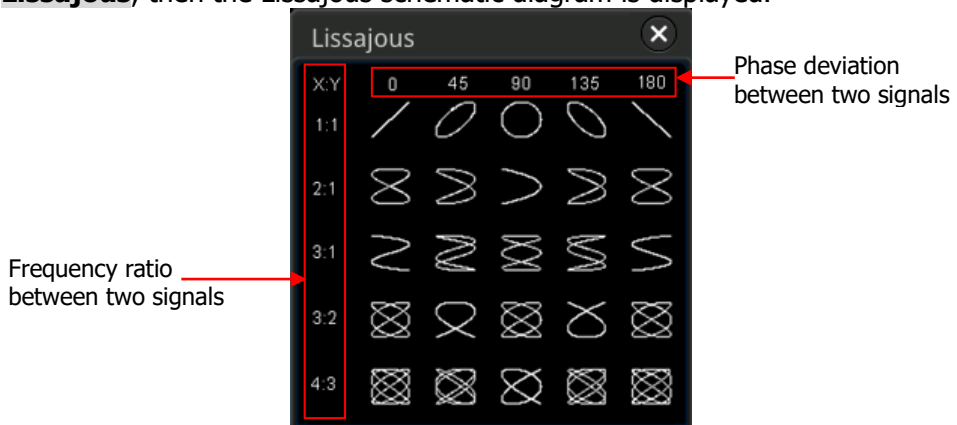 Lissajous, then the Lissajous schematic diagram is displayed.
Lissajous
X:Y 0 45 90 135 180
Phase deviation
between two signals
1:1
2:1
3:1
Frequency ratio
between two signals
3:2
4:3